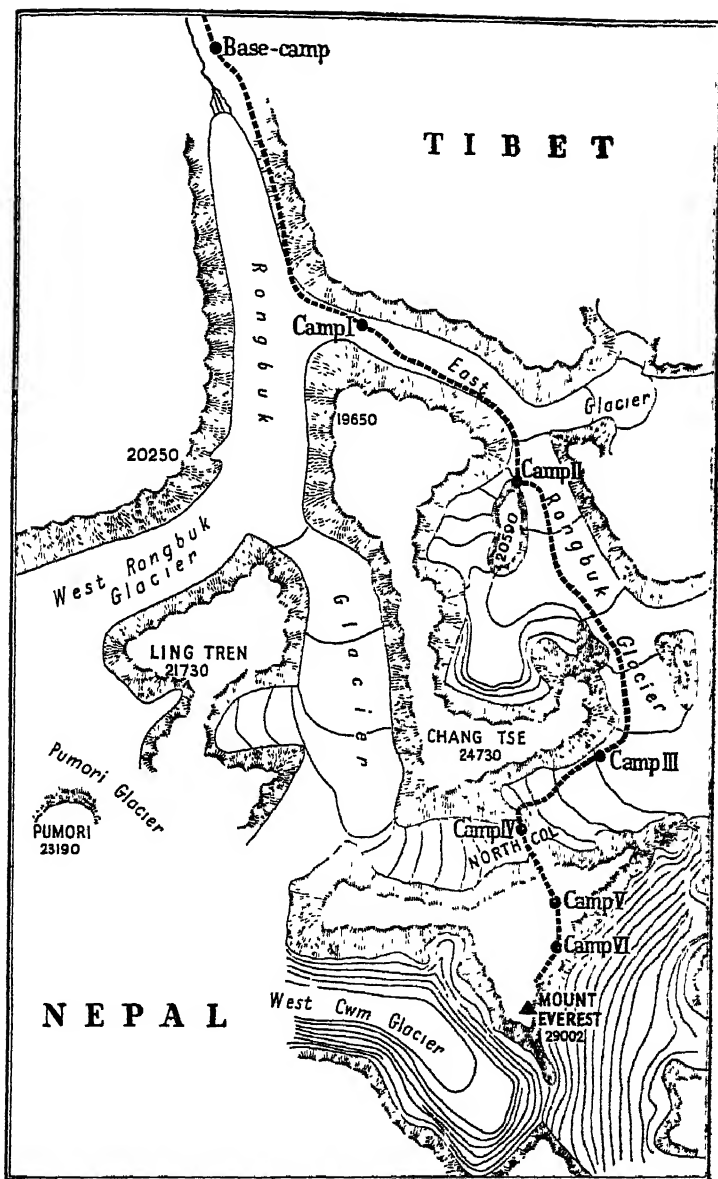 Base-camp
TIBET
Rongbuk
Camp I
East
Glacier
19650
20250
Camp II
Rongbuk
20590
West Rongbuk
Glacier
Glacier
Glacier
LING TREN
21730
CHANG TSE
24730
Camp III
Pumori Glacier
PUMORI
23190
Camp IV
NORTH COL
Camp V
Camp VI
MOUNT
EVEREST
29002
NEPAL
West Cwm Glacier